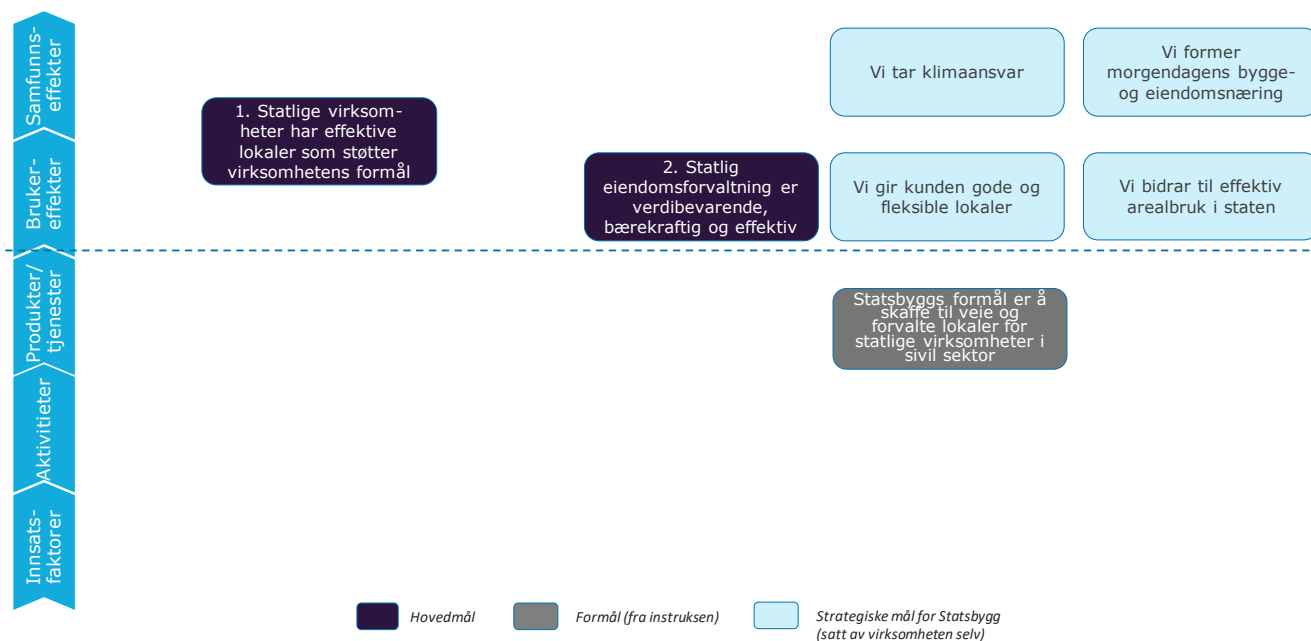 Samfunns-
effekter
Bruker-
effekter
Produkter/
tjenester
Aktivitieter
Innsats-
faktorer
1. Statlige virksom-
heter har effektive
lokaler som støtter
virksomhetens formål
2. Statlig
eiendomsforvaltning er
verdibevarende,
bærekraftig og effektiv
Vi tar klimaansvar
Vi former
morgendagens bygge-
og eiendomsnæring
Vi gir kunden gode og
fleksible lokaler
Vi bidrar til effektiv
arealbruk i staten
Statsbyggs formål er å
skaffe til veie og
forvalte lokaler for
statlige virksomheter i
sivil sektor
Hovedmål
Formål (fra instruksen)
Strategiske mål for Statsbygg
(satt av virksomheten selv)